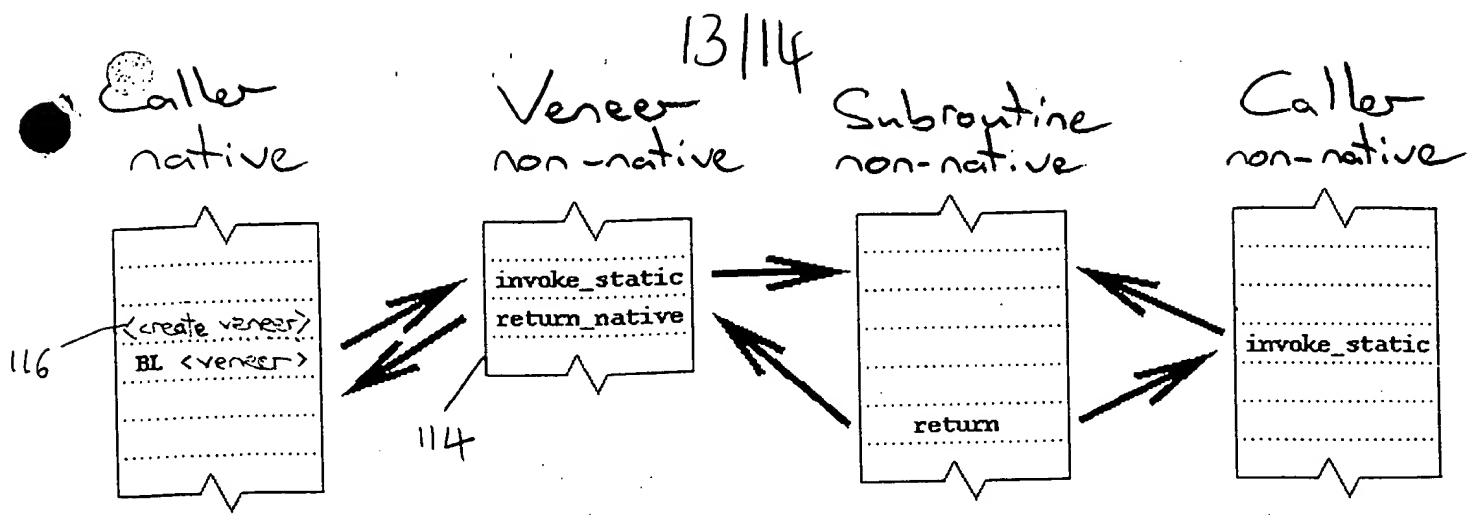 13/14
Caller
native
Veneer
non-native
Subroutine
non-native
Caller
non-native
<create veneer>
BL <veneer>
116
invoke_static
return_native
114
return
invoke_static